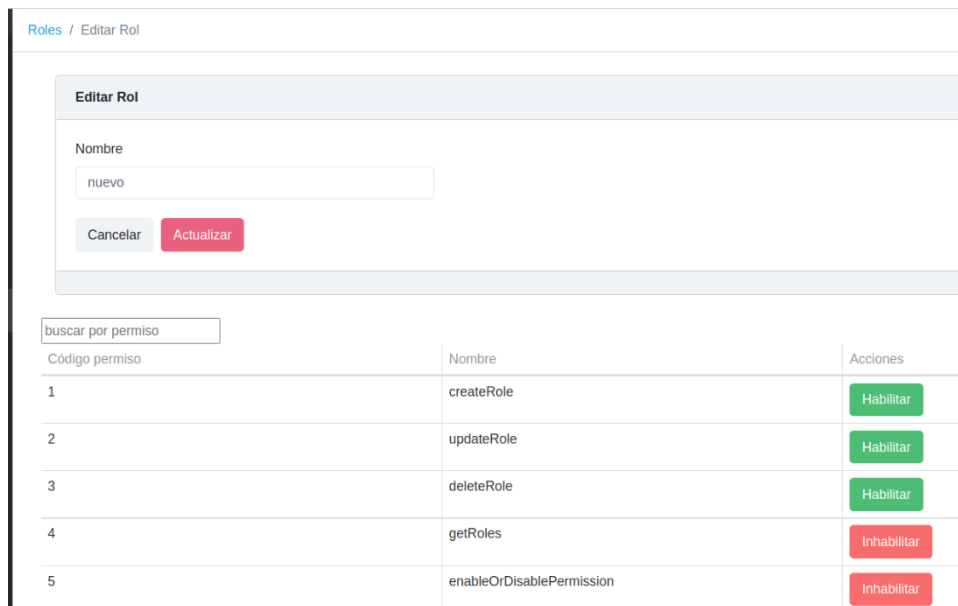 Roles / Editar Rol
Editar Rol
Nombre
nuevo
Cancelar Actualizar
buscar por permiso
Código permiso Nombre Acciones
1 createRole Habilitar
2 updateRole Habilitar
3 deleteRole Habilitar
4 getRoles Inhabilitar
5 enableOrDisablePermission Inhabilitar